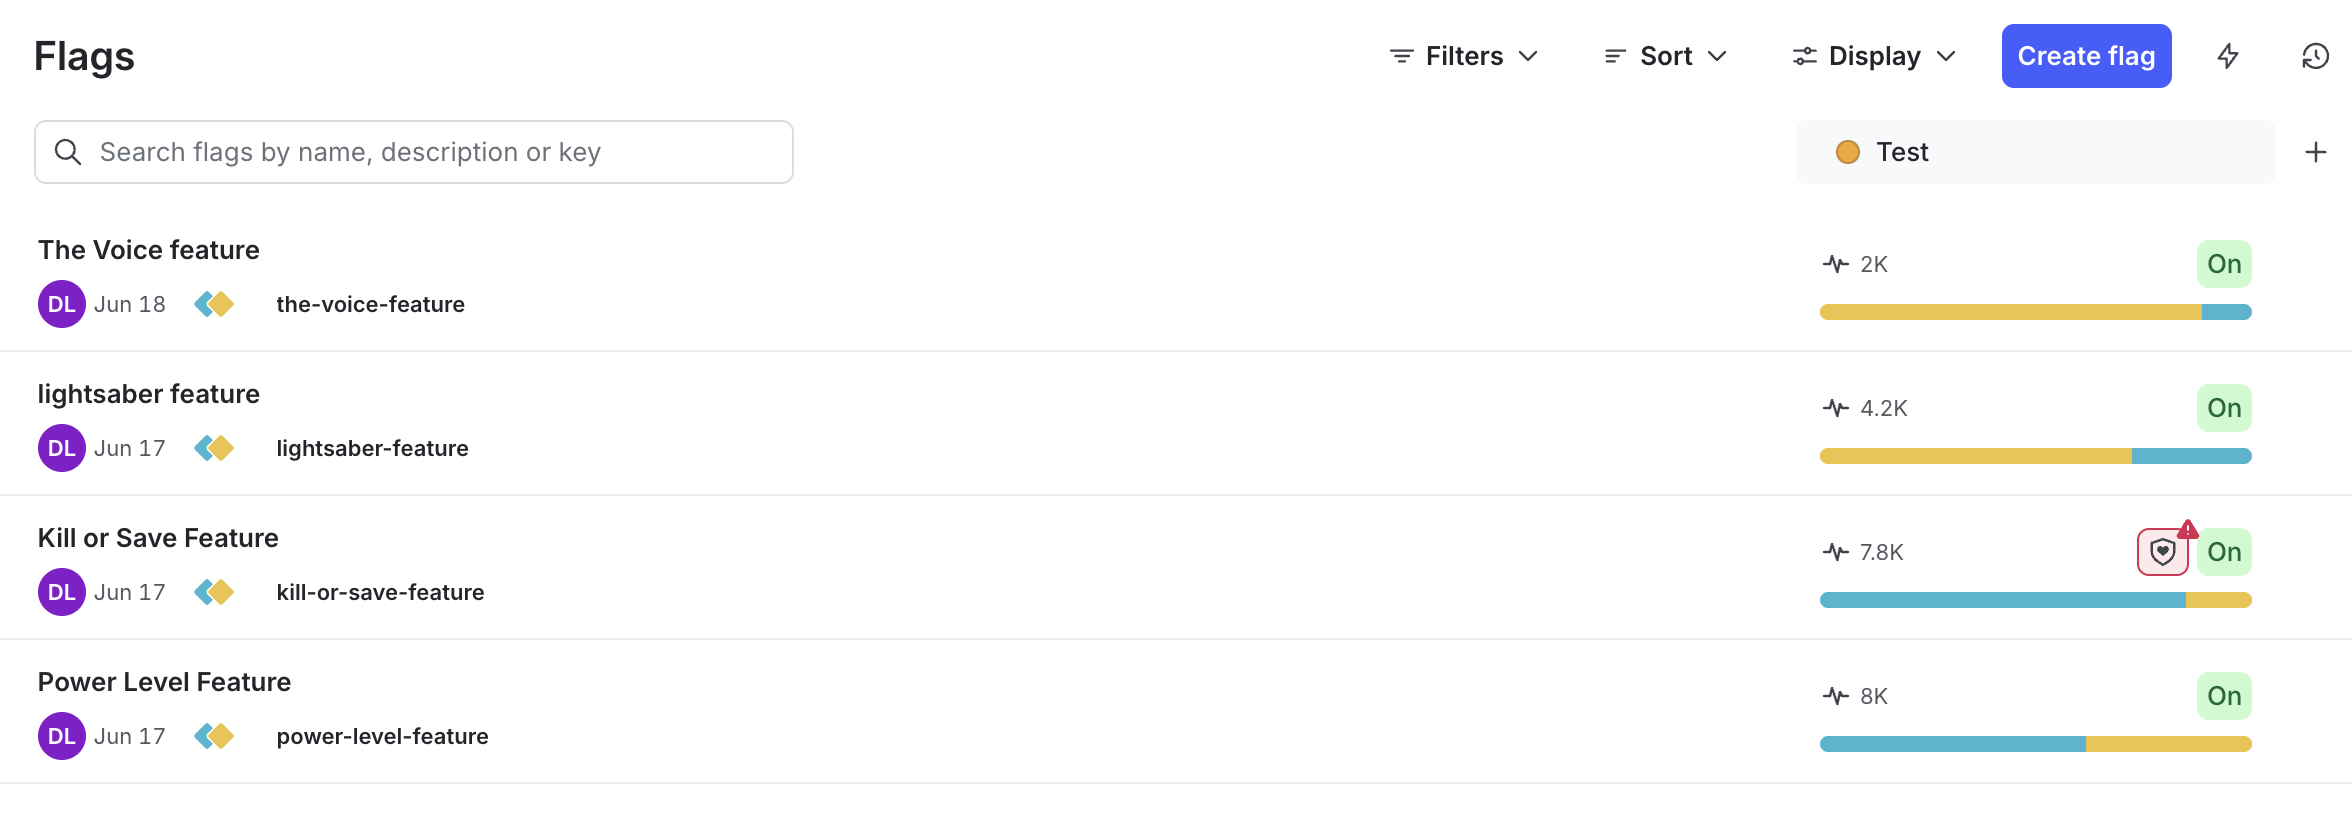 Flags
Filters
Sort
Display
Create flag
Search flags by name, description or key
Test
The Voice feature
DL Jun 18 the-voice-feature
2K
On
lightsaber feature
DL Jun 17 lightsaber-feature
4.2K
On
Kill or Save Feature
DL Jun 17 kill-or-save-feature
7.8K
On
Power Level Feature
DL Jun 17 power-level-feature
8K
On